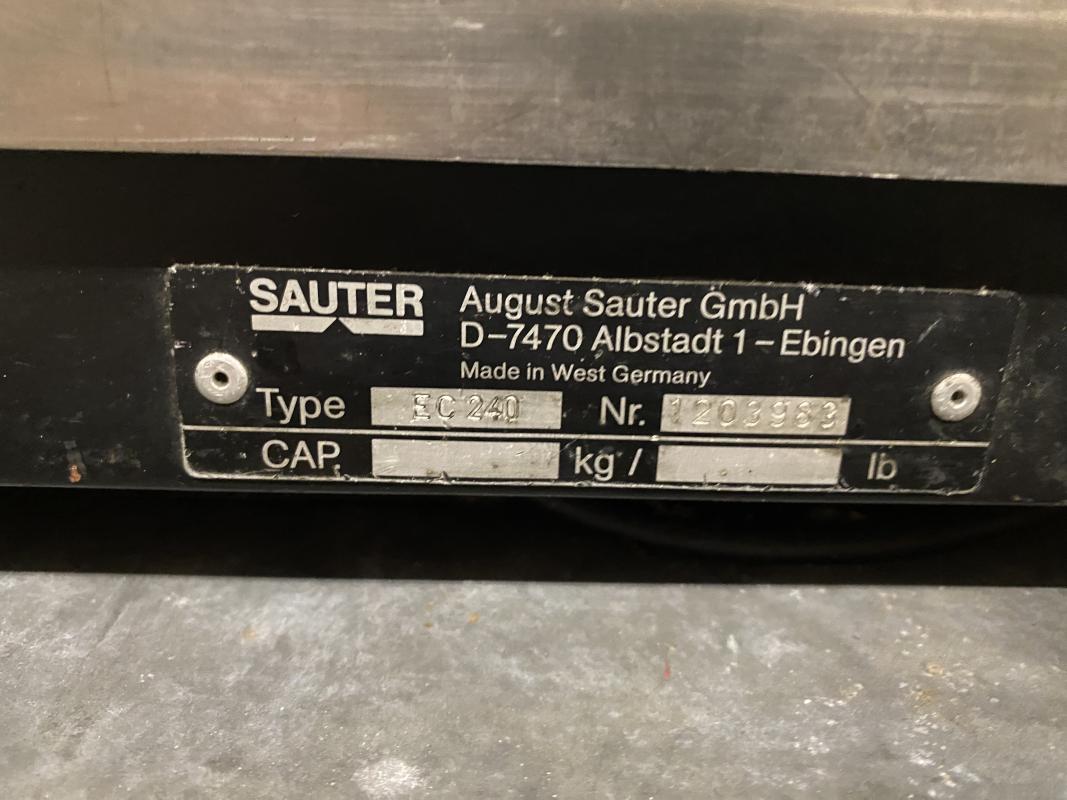 SAUTER
August Sauter GmbH
D-7470 Albstadt 1-Ebingen
Made in West Germany
Type EC 240 Nr. 1203963
CAP. kg / lb